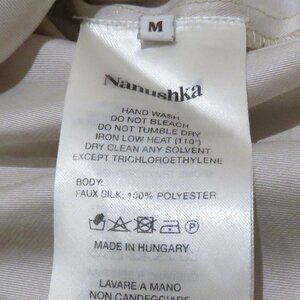 M
Nanushka
HAND WASH
DO NOT BLEACH
DO NOT TUMBLE DRY
IRON LOW HEAT (110°)
DRY CLEAN ANY SOLVENT
EXCEPT TRICHLOROETHYLENE
BODY:
FAUX SILK: 100% POLYESTER
MADE IN HUNGARY
LAVARE A MANO
NON CANDEGGIARE